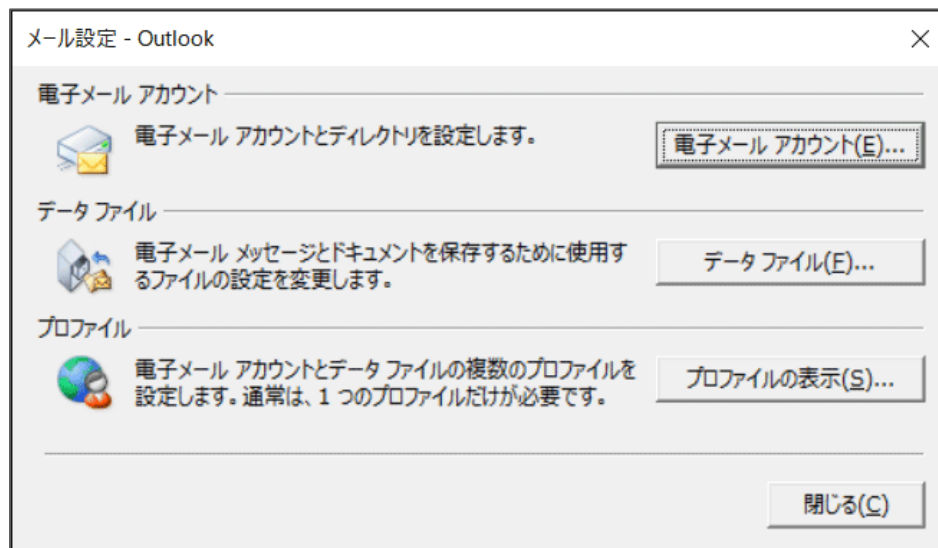 メール設定 - Outlook
電子メール アカウント
電子メール アカウントとディレクトリを設定します。
電子メール アカウント(E)...
データ ファイル
電子メール メッセージとドキュメントを保存するために使用す
るファイルの設定を変更します。
データ ファイル(F)...
プロファイル
電子メール アカウントとデータ ファイルの複数のプロファイルを
設定します。通常は、1 つのプロファイルだけが必要です。
プロファイルの表示(S)...
閉じる(C)